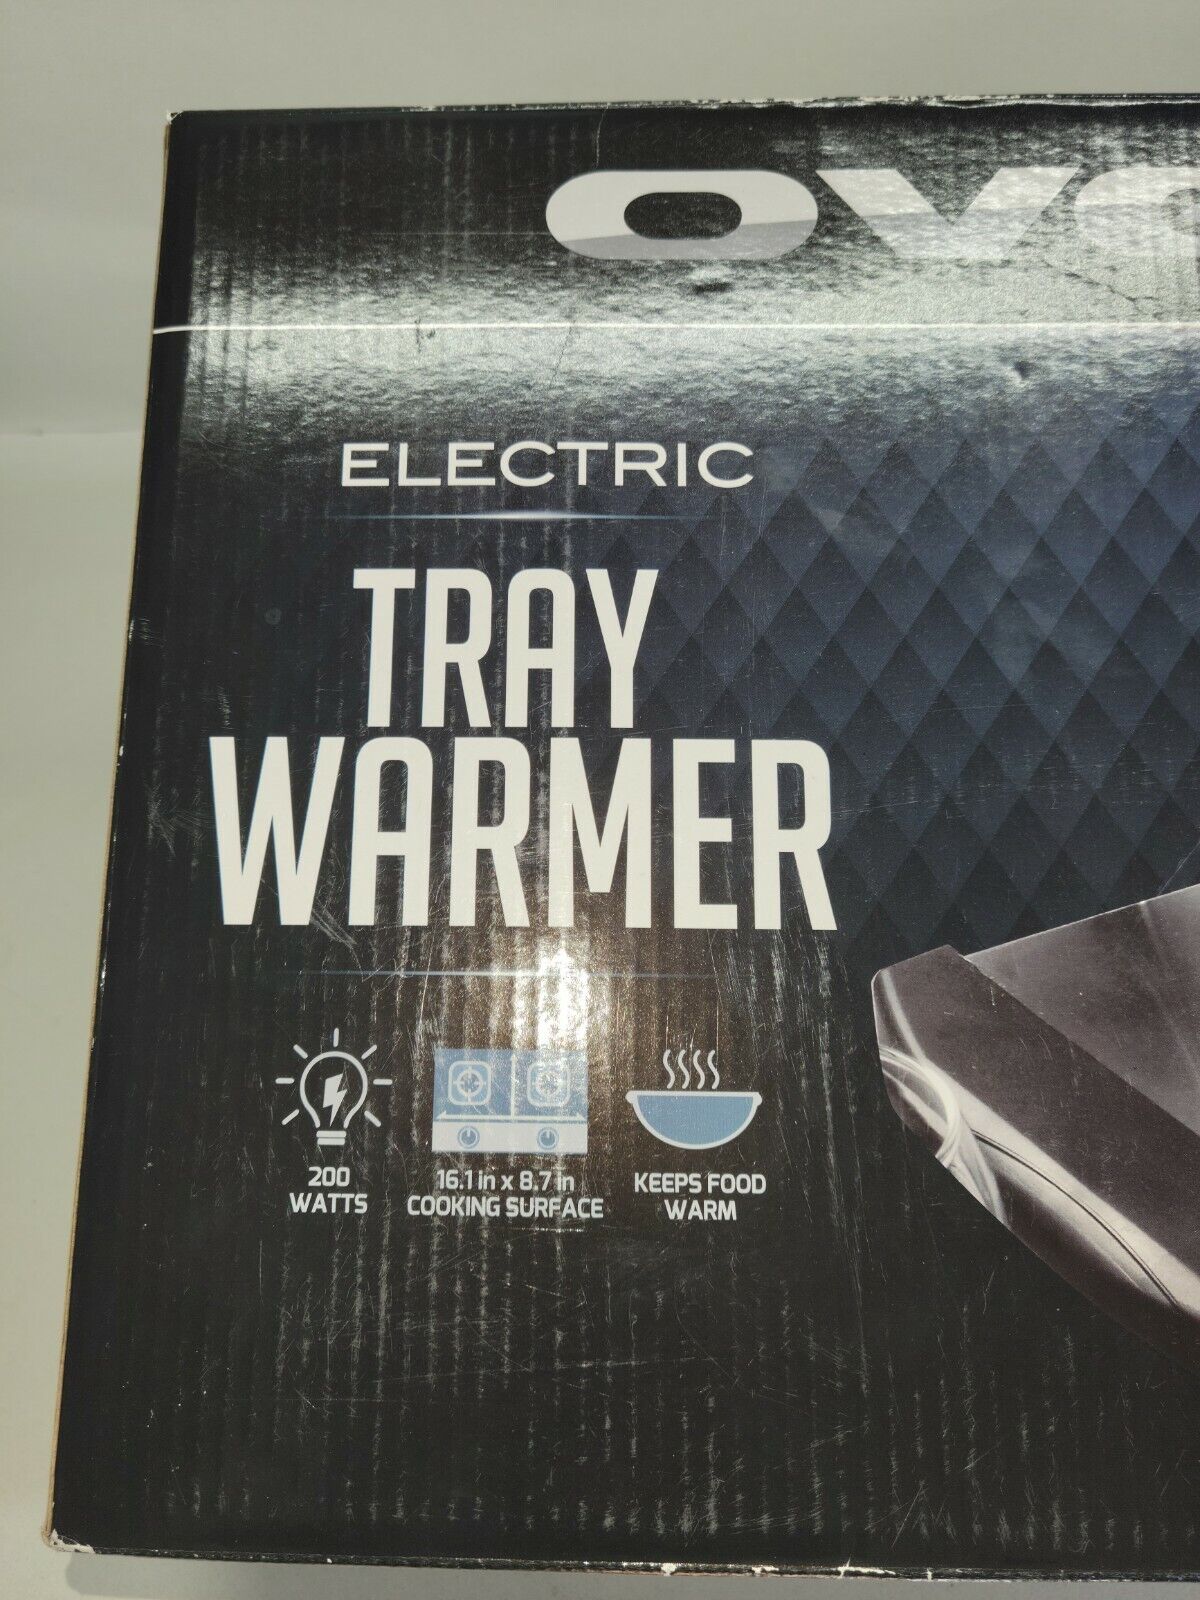 ELECTRIC
TRAY
WARMER
200
WATTS
16.1 in x 8.7 in
COOKING SURFACE
KEEPS FOOD
WARM